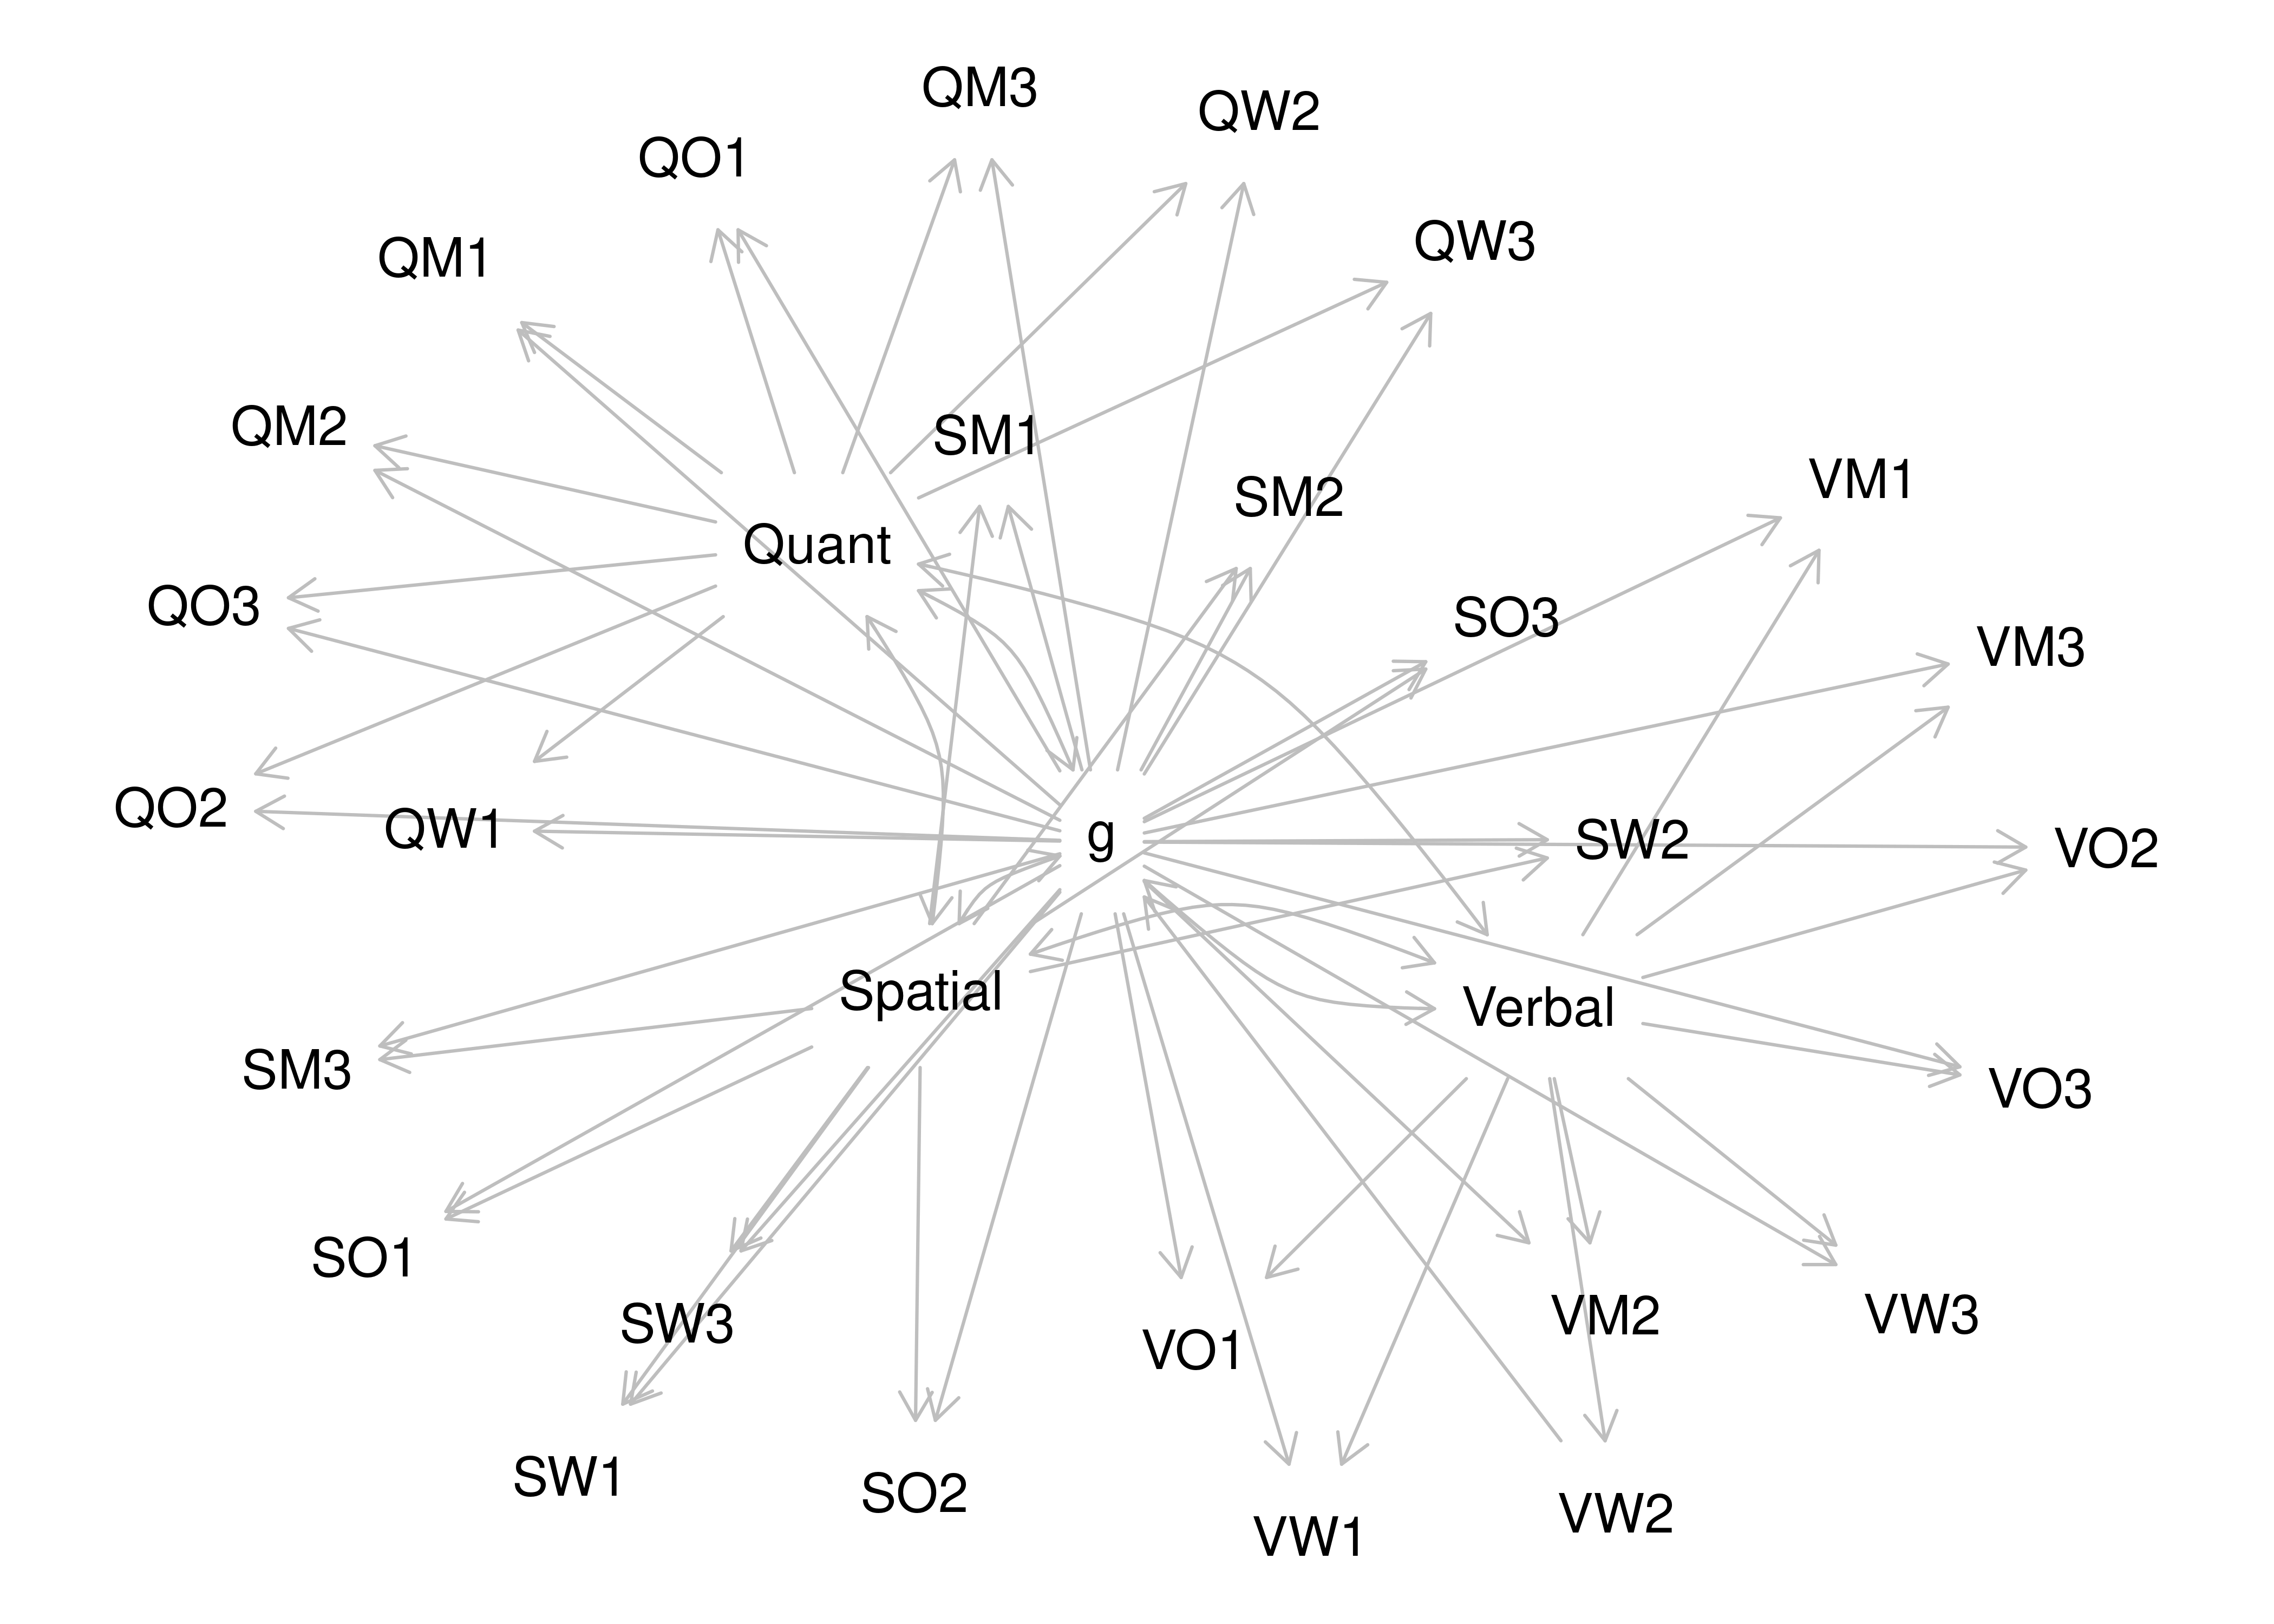 QM3
QW2
QO1
QW3
QM1
QM2
SM1
VM1
SM2
Quant
QO3
SO3
VM3
QO2
QW1
g
SW2
VO2
Spatial
Verbal
SM3
VO3
SO1
SW3
VM2
VW3
VO1
SW1
SO2
VW2
VW1